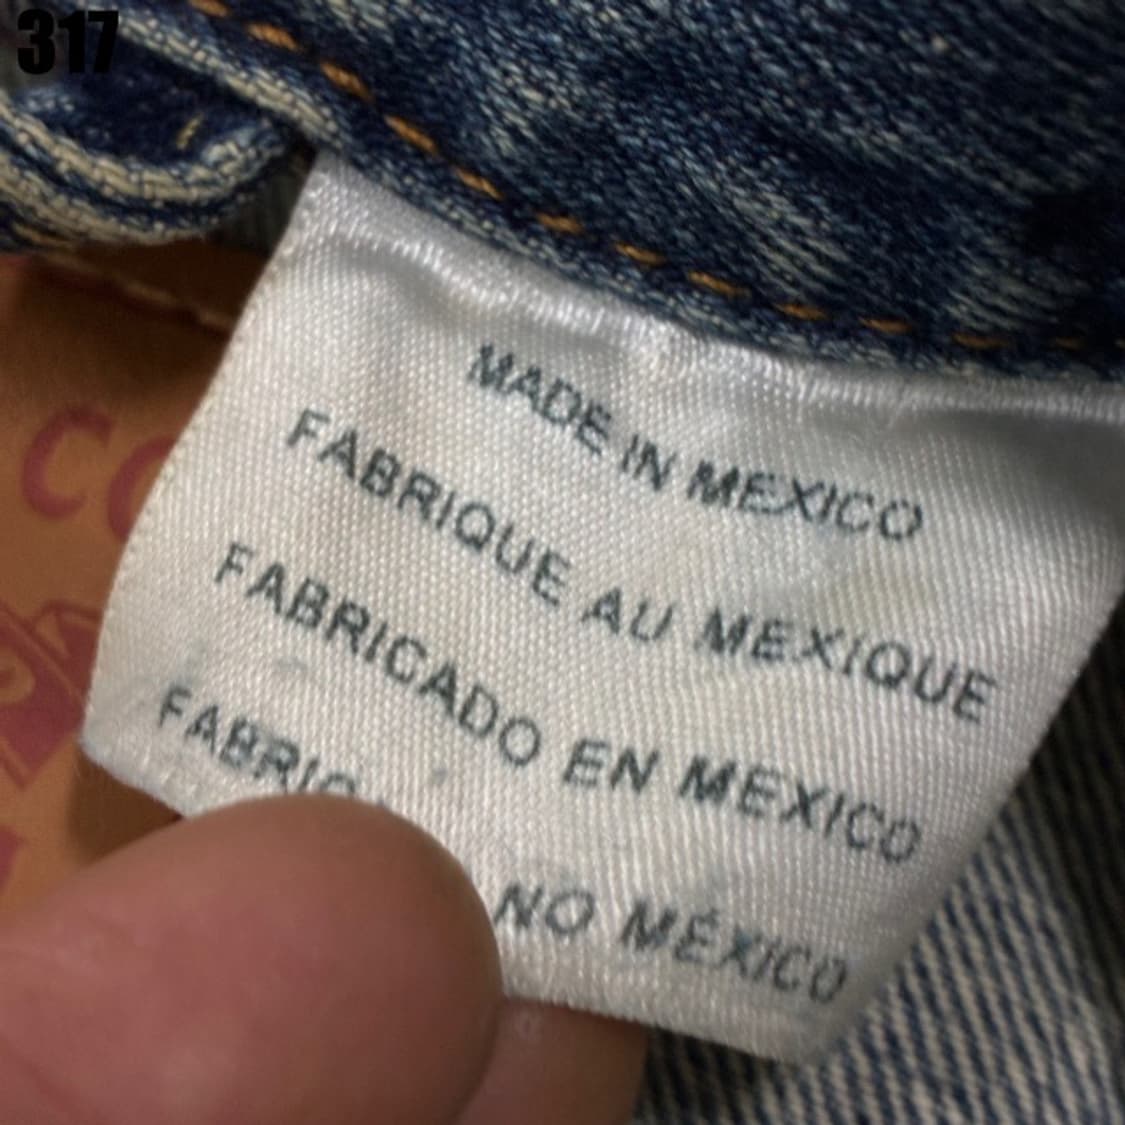 317
MADE IN MEXICO
FABRIQUE AU MEXIQUE
FABRICADO EN MEXICO
NO MÉXICO